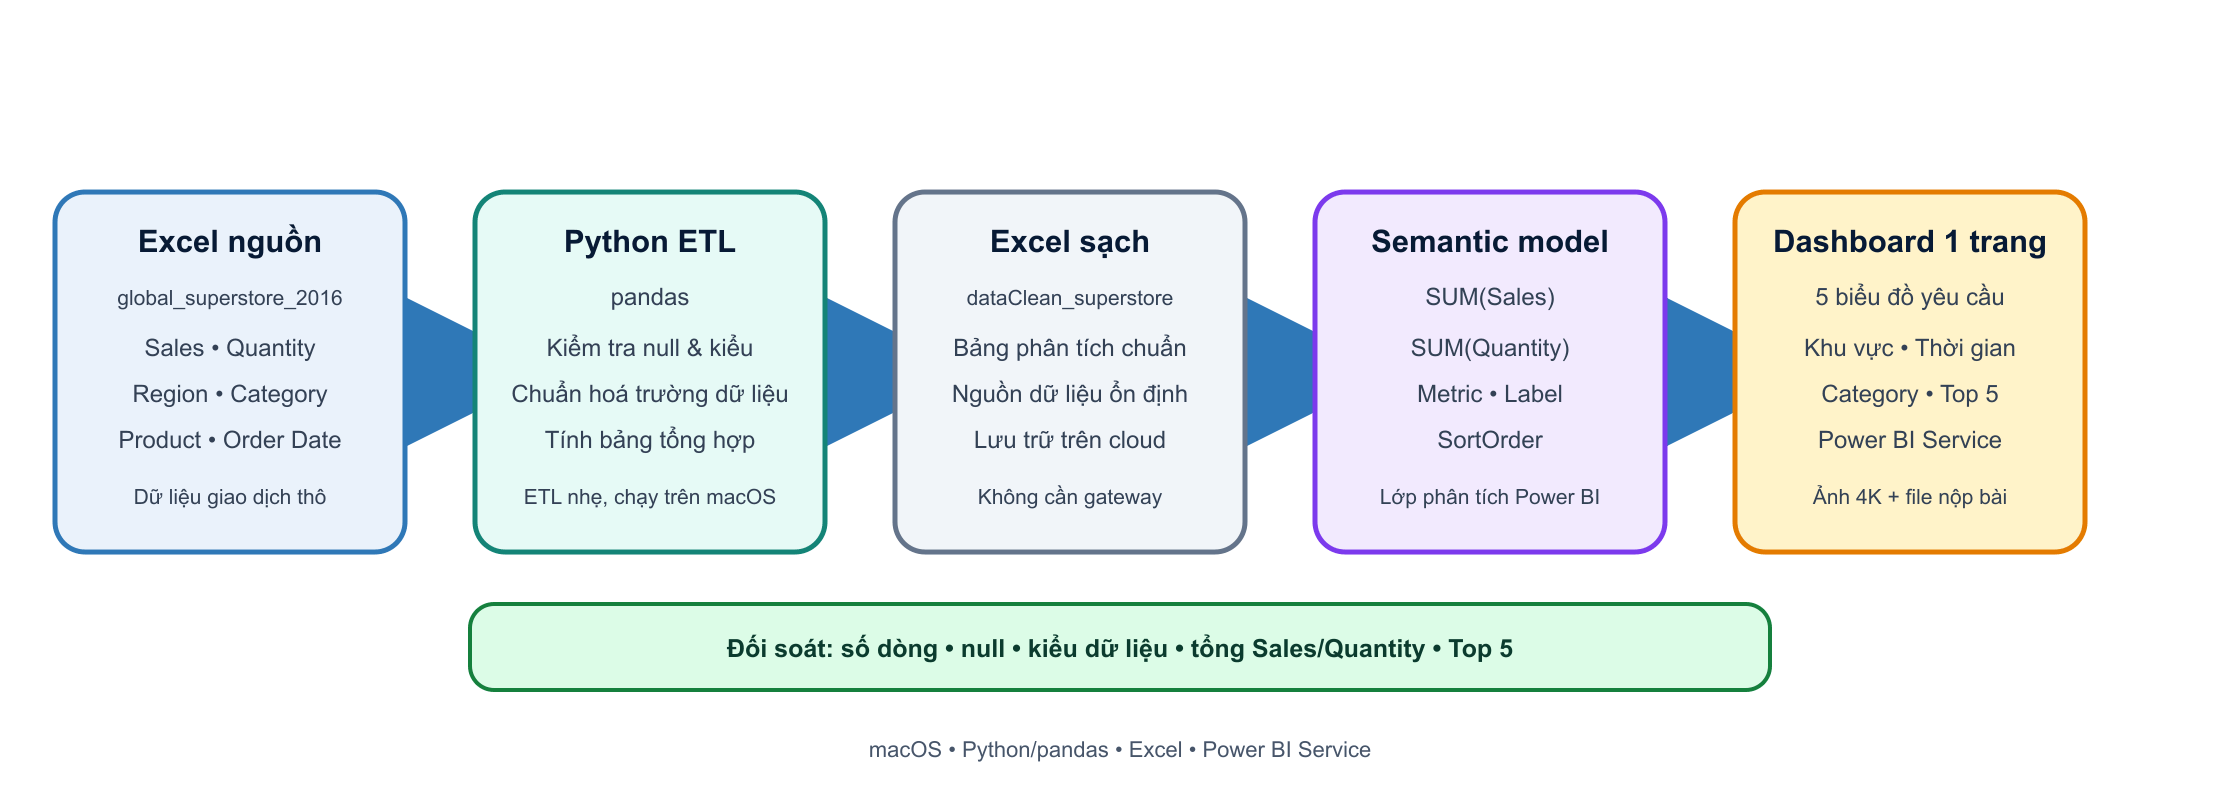 Excel nguồn
global_superstore_2016
Sales • Quantity
Region • Category
Product • Order Date
Dữ liệu giao dịch thô
Python ETL
pandas
Kiểm tra null & kiểu
Chuẩn hoá trường dữ liệu
Tính bảng tổng hợp
ETL nhẹ, chạy trên macOS
Excel sạch
dataClean_superstore
Bảng phân tích chuẩn
Nguồn dữ liệu ổn định
Lưu trữ trên cloud
Không cần gateway
Semantic model
SUM(Sales)
SUM(Quantity)
Metric • Label
SortOrder
Lớp phân tích Power BI
Dashboard 1 trang
5 biểu đồ yêu cầu
Khu vực • Thời gian
Category • Top 5
Power BI Service
Ảnh 4K + file nộp bài
Đối soát: số dòng • null • kiểu dữ liệu • tổng Sales/Quantity • Top 5
macOS • Python/pandas • Excel • Power BI Service